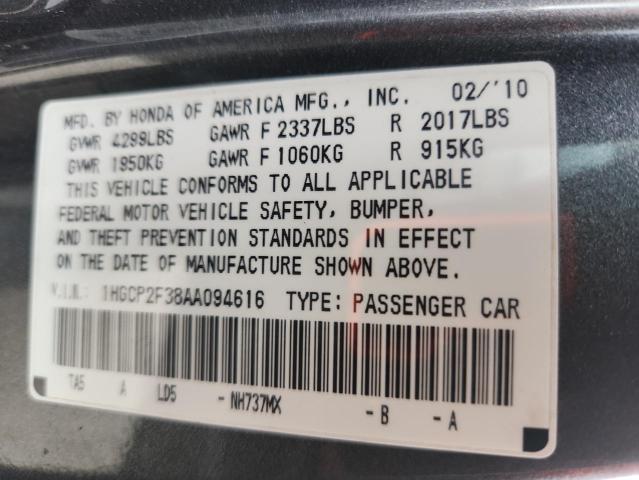 MFD. BY HONDA OF AMERICA MFG., INC. 02/'10
GVWR 4299LBS GAWR F 2337LBS R 2017LBS
GVWR 1950KG GAWR F 1060KG R 915KG
THIS VEHICLE CONFORMS TO ALL APPLICABLE
FEDERAL MOTOR VEHICLE SAFETY, BUMPER,
AND THEFT PREVENTION STANDARDS IN EFFECT
ON THE DATE OF MANUFACTURE SHOWN ABOVE.
V.I.N.: 1HGCP2F38AA094616 TYPE: PASSENGER CAR
TA5 A LD5 -NH737MX -B -A